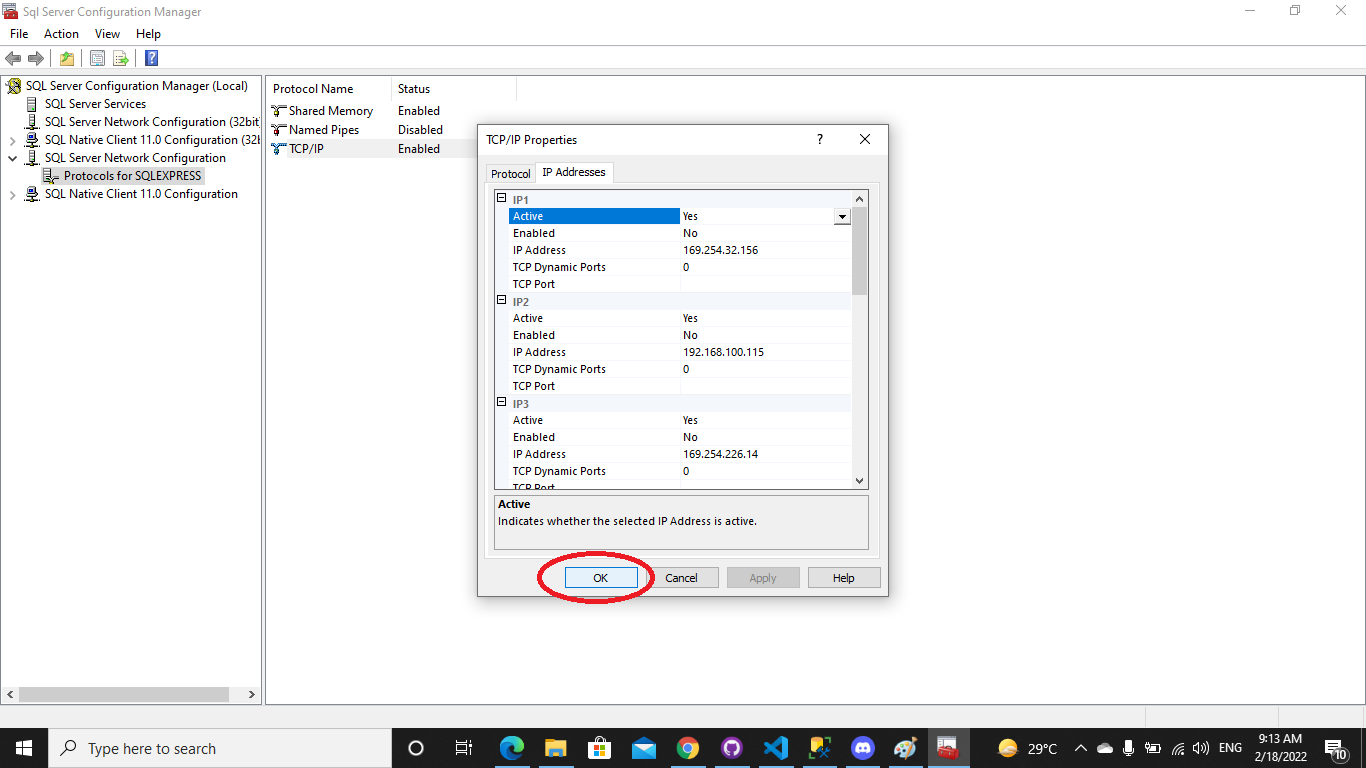 Sql Server Configuration Manager
File Action View Help
SQL Server Configuration Manager (Local)
SQL Server Services
SQL Server Network Configuration (32bit
SQL Native Client 11.0 Configuration (32b
SQL Server Network Configuration
Protocols for SQLEXPRESS
SQL Native Client 11.0 Configuration
Protocol Name Status
Shared Memory Enabled
Named Pipes Disabled
TCP/IP Enabled
TCP/IP Properties ?
Protocol IP Addresses
IP1
Active Yes
Enabled No
IP Address 169.254.32.156
TCP Dynamic Ports 0
TCP Port
IP2
Active Yes
Enabled No
IP Address 192.168.100.115
TCP Dynamic Ports 0
TCP Port
IP3
Active Yes
Enabled No
IP Address 169.254.226.14
TCP Dynamic Ports 0
TCP Port
Active
Indicates whether the selected IP Address is active.
OK Cancel Apply Help
Type here to search
29°C
ENG
9:13 AM
2/18/2022
10